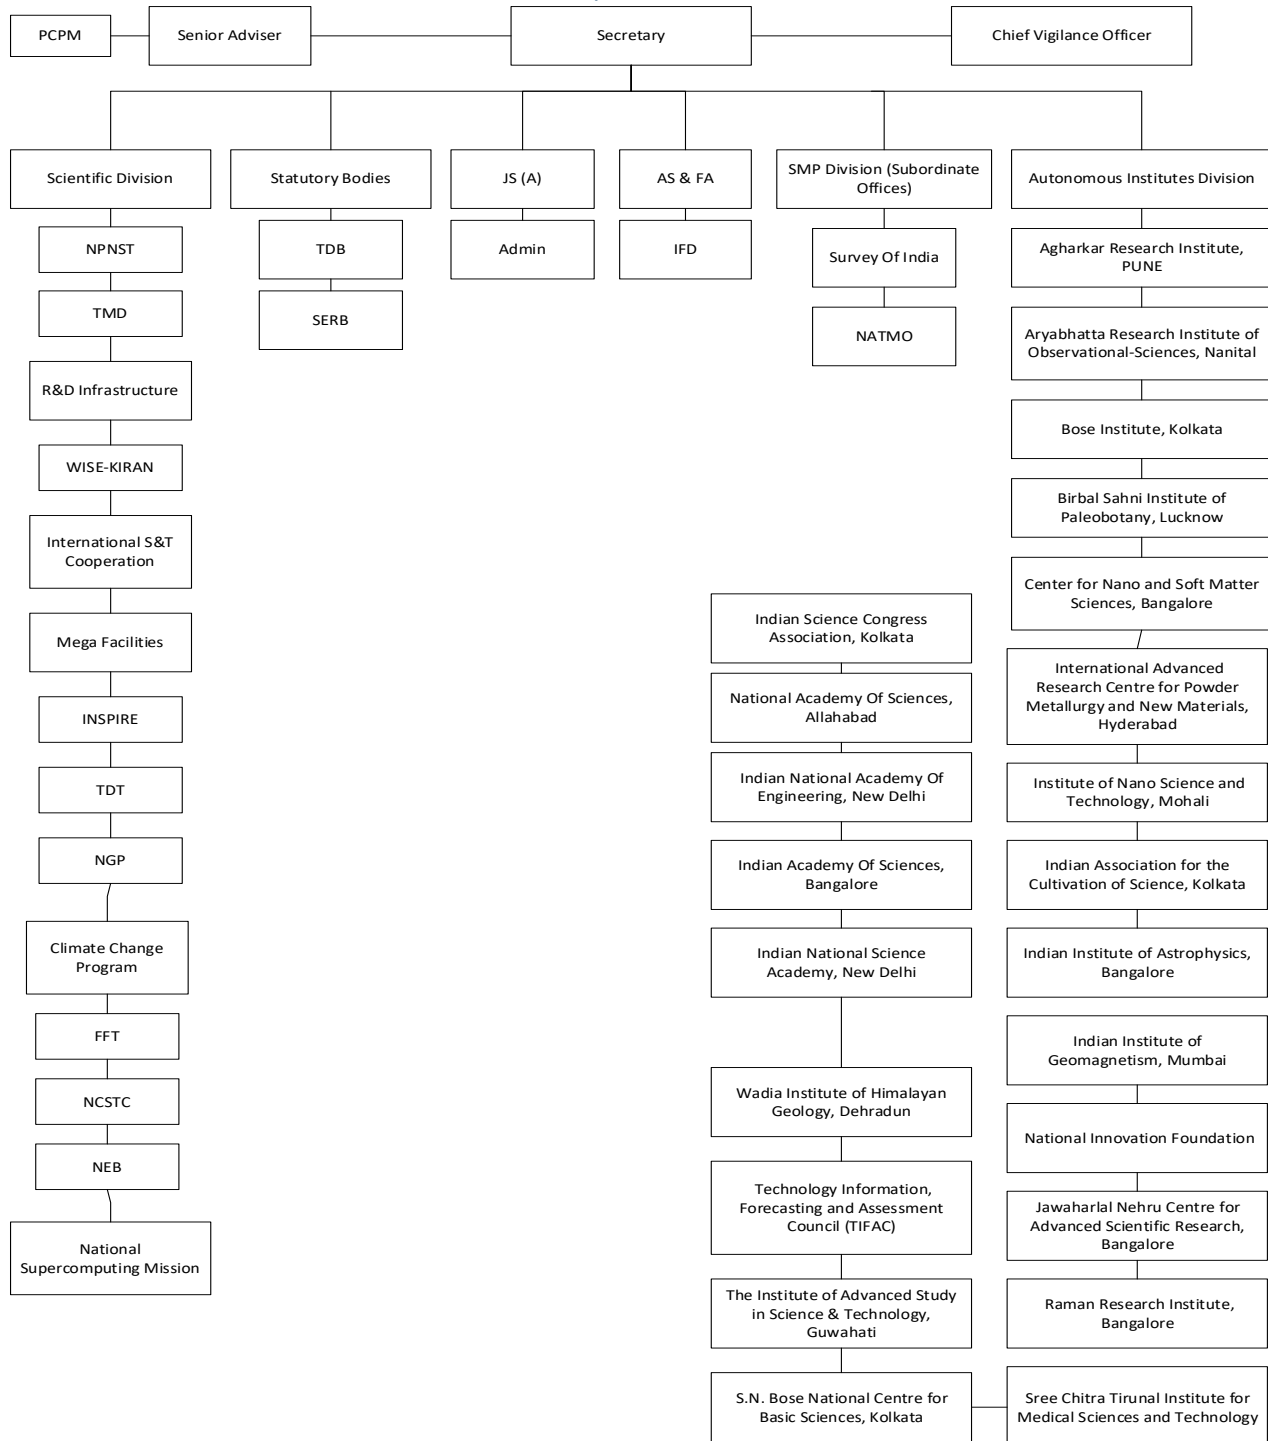 PCPM
Senior Adviser
Secretary
Chief Vigilance Officer
Scientific Division
Statutory Bodies
JS (A)
AS & FA
SMP Division (Subordinate
Offices)
Autonomous Institutes Division
NPNST
TMD
R&D Infrastructure
WISE-KIRAN
International S&T
Cooperation
Mega Facilities
INSPIRE
TDT
NGP
Climate Change
Program
FFT
NCSTC
NEB
National
Supercomputing Mission
TDB
SERB
Admin
IFD
Survey Of India
NATMO
Agharkar Research Institute,
PUNE
Aryabhatta Research Institute of
Observational-Sciences, Nanital
Bose Institute, Kolkata
Birbal Sahni Institute of
Paleobotany, Lucknow
Center for Nano and Soft Matter
Sciences, Bangalore
International Advanced
Research Centre for Powder
Metallurgy and New Materials,
Hyderabad
Institute of Nano Science and
Technology, Mohali
Indian Association for the
Cultivation of Science, Kolkata
Indian Institute of Astrophysics,
Bangalore
Indian Institute of
Geomagnetism, Mumbai
National Innovation Foundation
Jawaharlal Nehru Centre for
Advanced Scientific Research,
Bangalore
Raman Research Institute,
Bangalore
Sree Chitra Tirunal Institute for
Medical Sciences and Technology
Indian Science Congress
Association, Kolkata
National Academy Of Sciences,
Allahabad
Indian National Academy Of
Engineering, New Delhi
Indian Academy Of Sciences,
Bangalore
Indian National Science
Academy, New Delhi
Wadia Institute of Himalayan
Geology, Dehradun
Technology Information,
Forecasting and Assessment
Council (TIFAC)
The Institute of Advanced Study
in Science & Technology,
Guwahati
S.N. Bose National Centre for
Basic Sciences, Kolkata